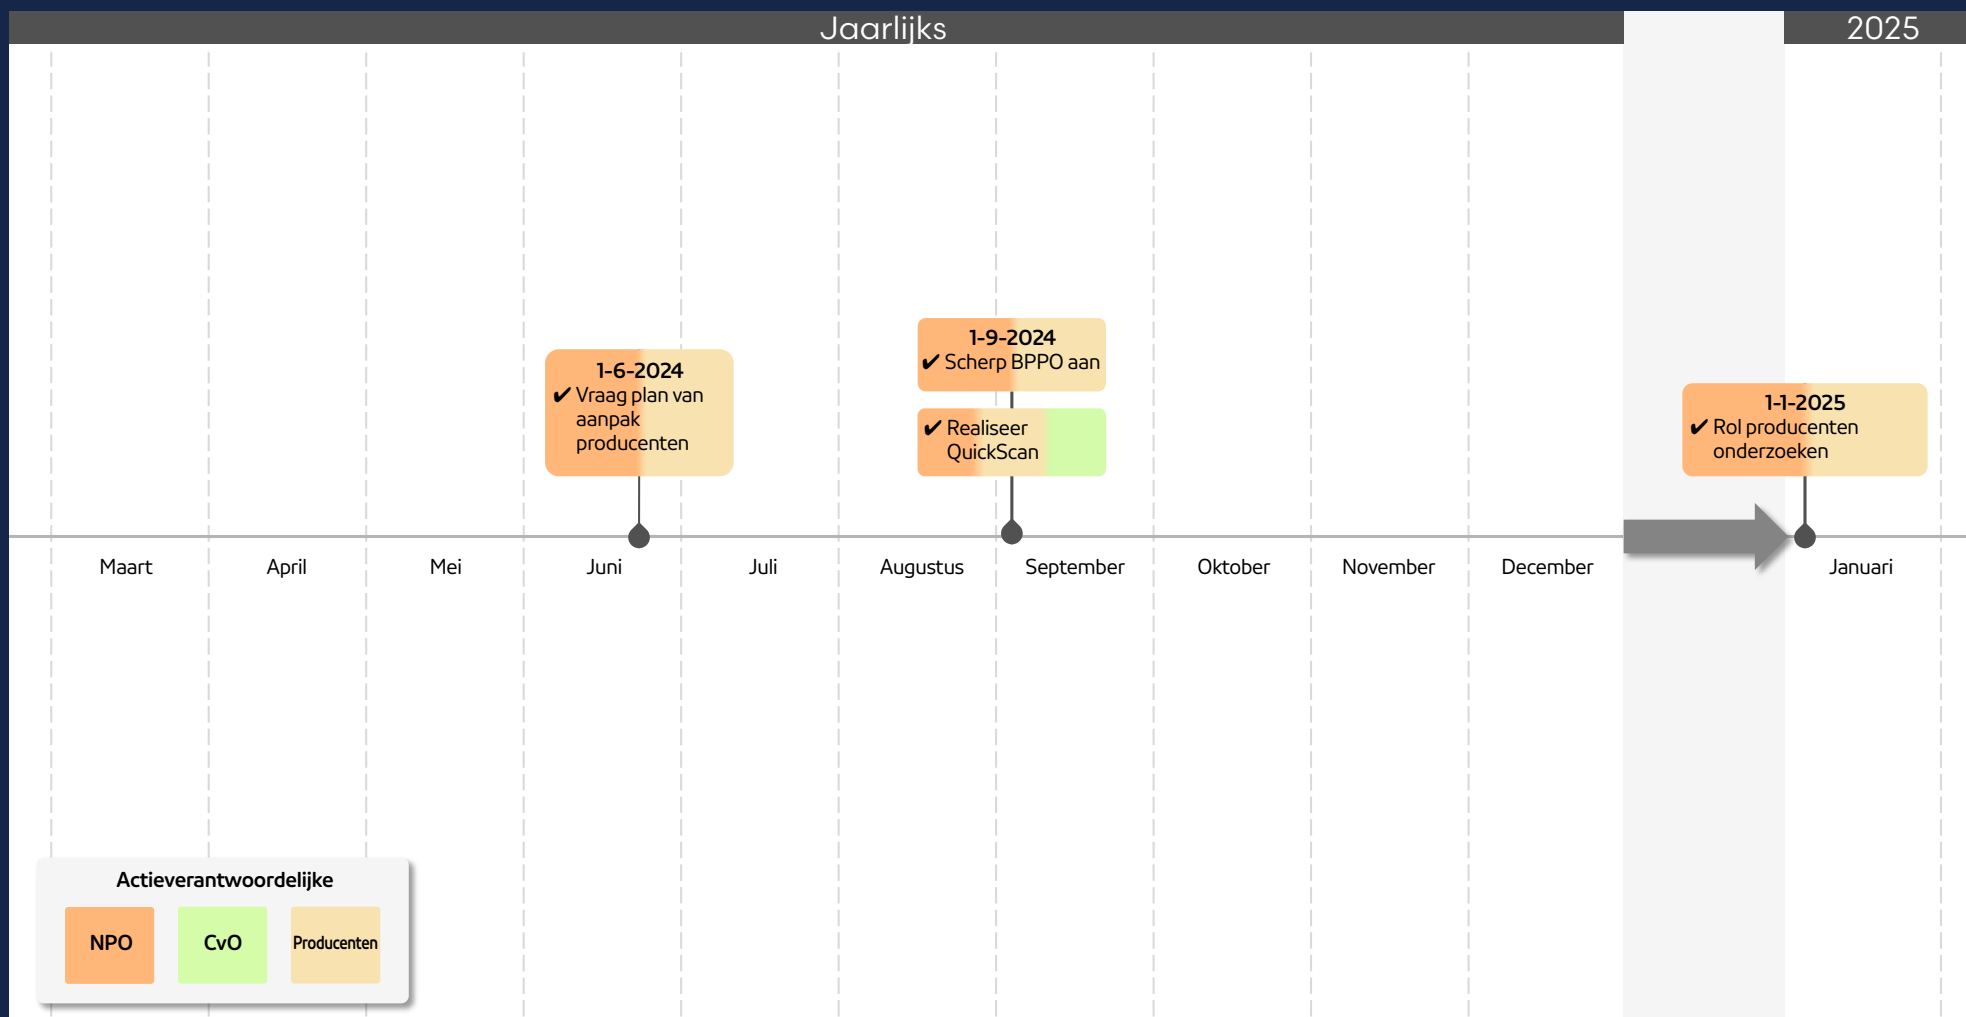 Jaarlijks
2025
1-6-2024
✔ Vraag plan van
aanpak
producenten
1-9-2024
✔ Scherp BPPO aan
✔ Realiseer
QuickScan
1-1-2025
✔ Rol producenten
onderzoeken
Maart
April
Mei
Juni
Juli
Augustus
September
Oktober
November
December
Januari
Actieverantwoordelijke
NPO
CvO
Producenten